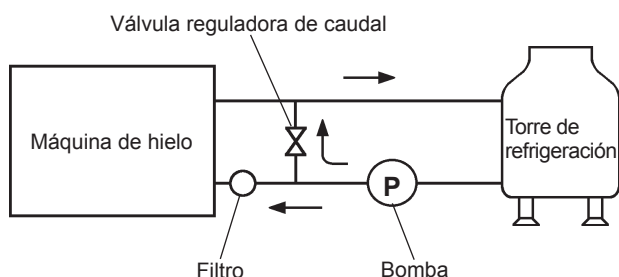 Válvula reguladora de caudal
Máquina de hielo
Torre de
refrigeración
P
Filtro
Bomba